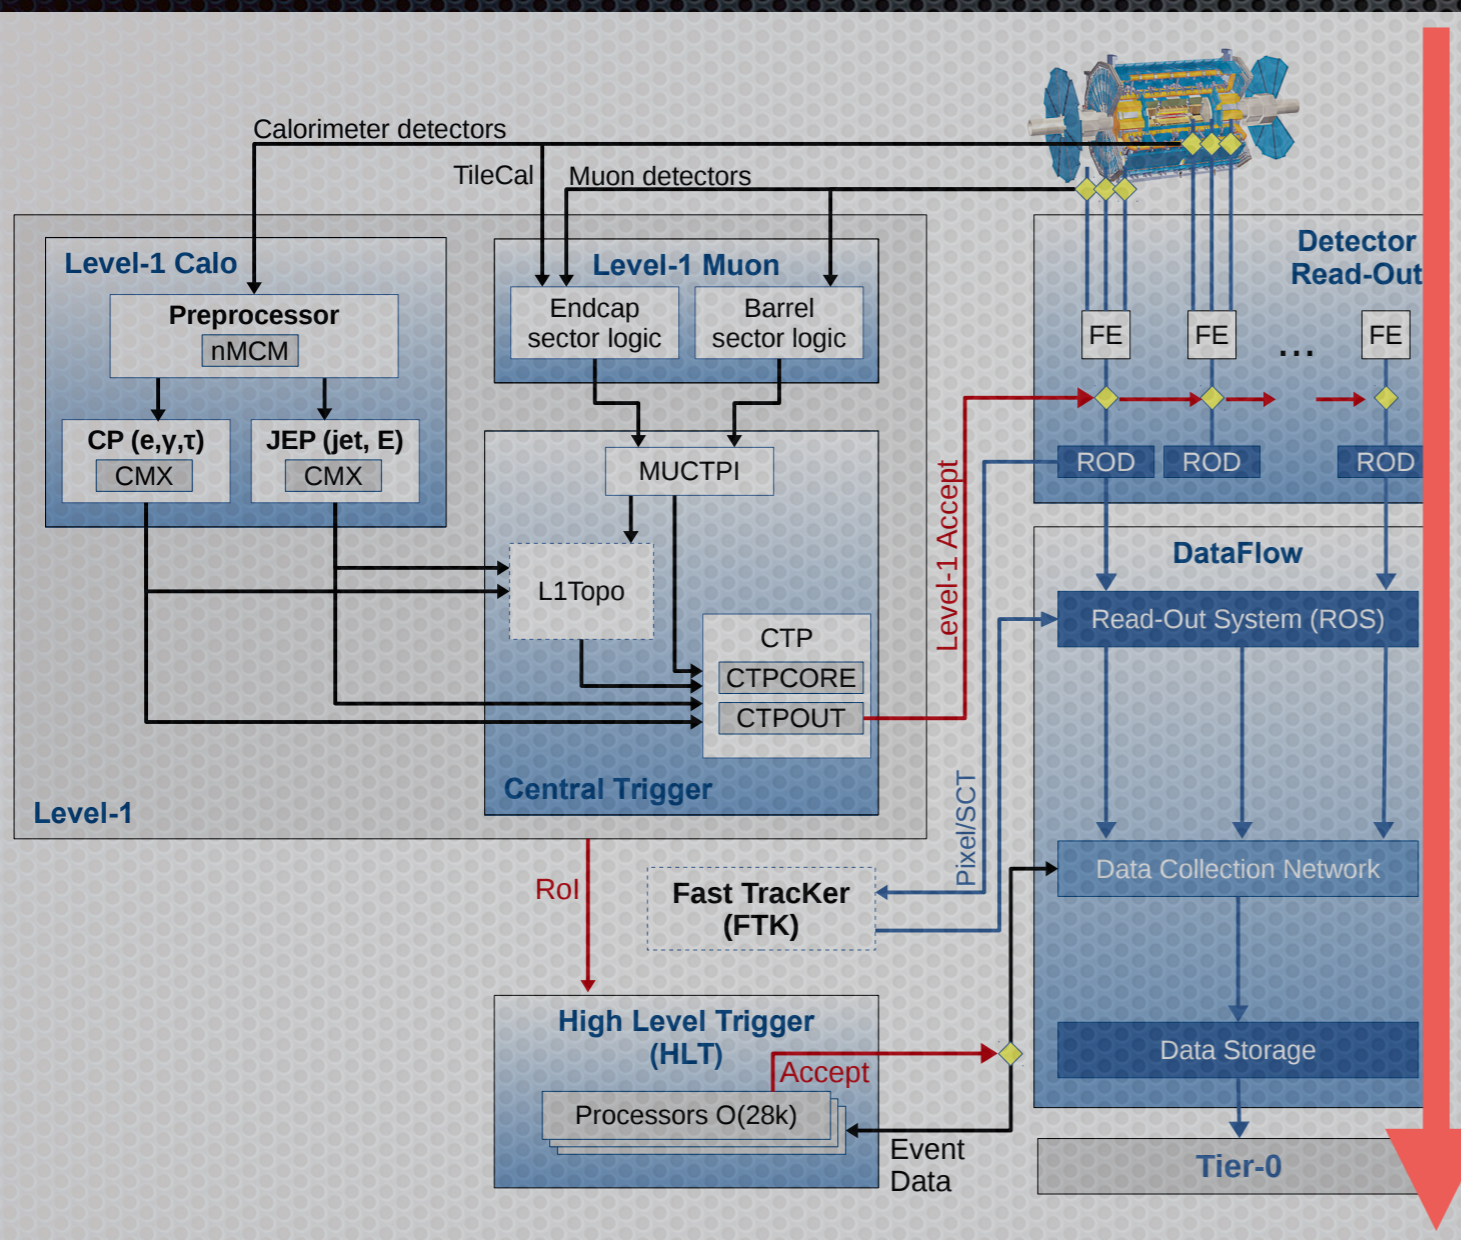 Calorimeter detectors
TileCal
Muon detectors
Detector
Read-Out
Level-1 Calo
Level-1 Muon
Preprocessor
nMCM
Endcap
sector logic
Barrel
sector logic
FE
FE
...
FE
CP (e,γ,τ)
CMX
JEP (jet, E)
CMX
MUCTPI
ROD
ROD
ROD
Level-1 Accept
DataFlow
L1Topo
Read-Out System (ROS)
CTP
CTPCORE
CTPOUT
Central Trigger
Level-1
Pixel/SCT
RoI
Fast TracKer
(FTK)
Data Collection Network
High Level Trigger
(HLT)
Accept
Processors O(28k)
Event
Data
Data Storage
Tier-0